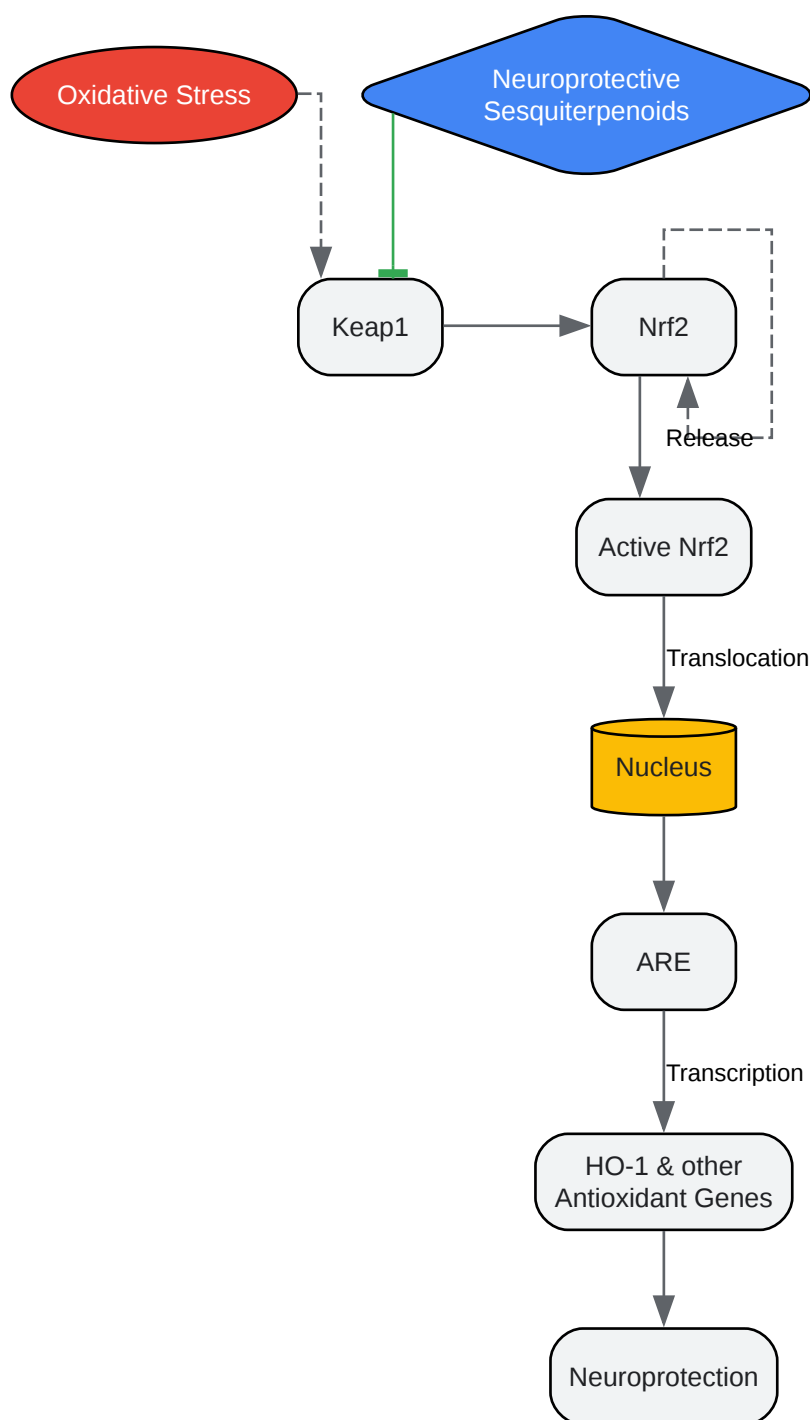 Oxidative Stress
Neuroprotective
Sesquiterpenoids
Keap1
Nrf2
Release
Active Nrf2
Translocation
Nucleus
ARE
Transcription
HO-1 & other
Antioxidant Genes
Neuroprotection